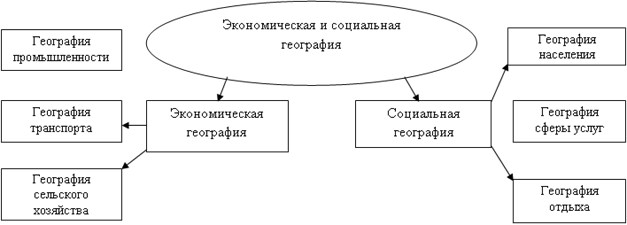 Экономическая и социальная
география
География
промышленности
География
населения
География
транспорта
Экономическая
география
Социальная
география
География
сферы услуг
География
сельского
хозяйства
География
отдыха